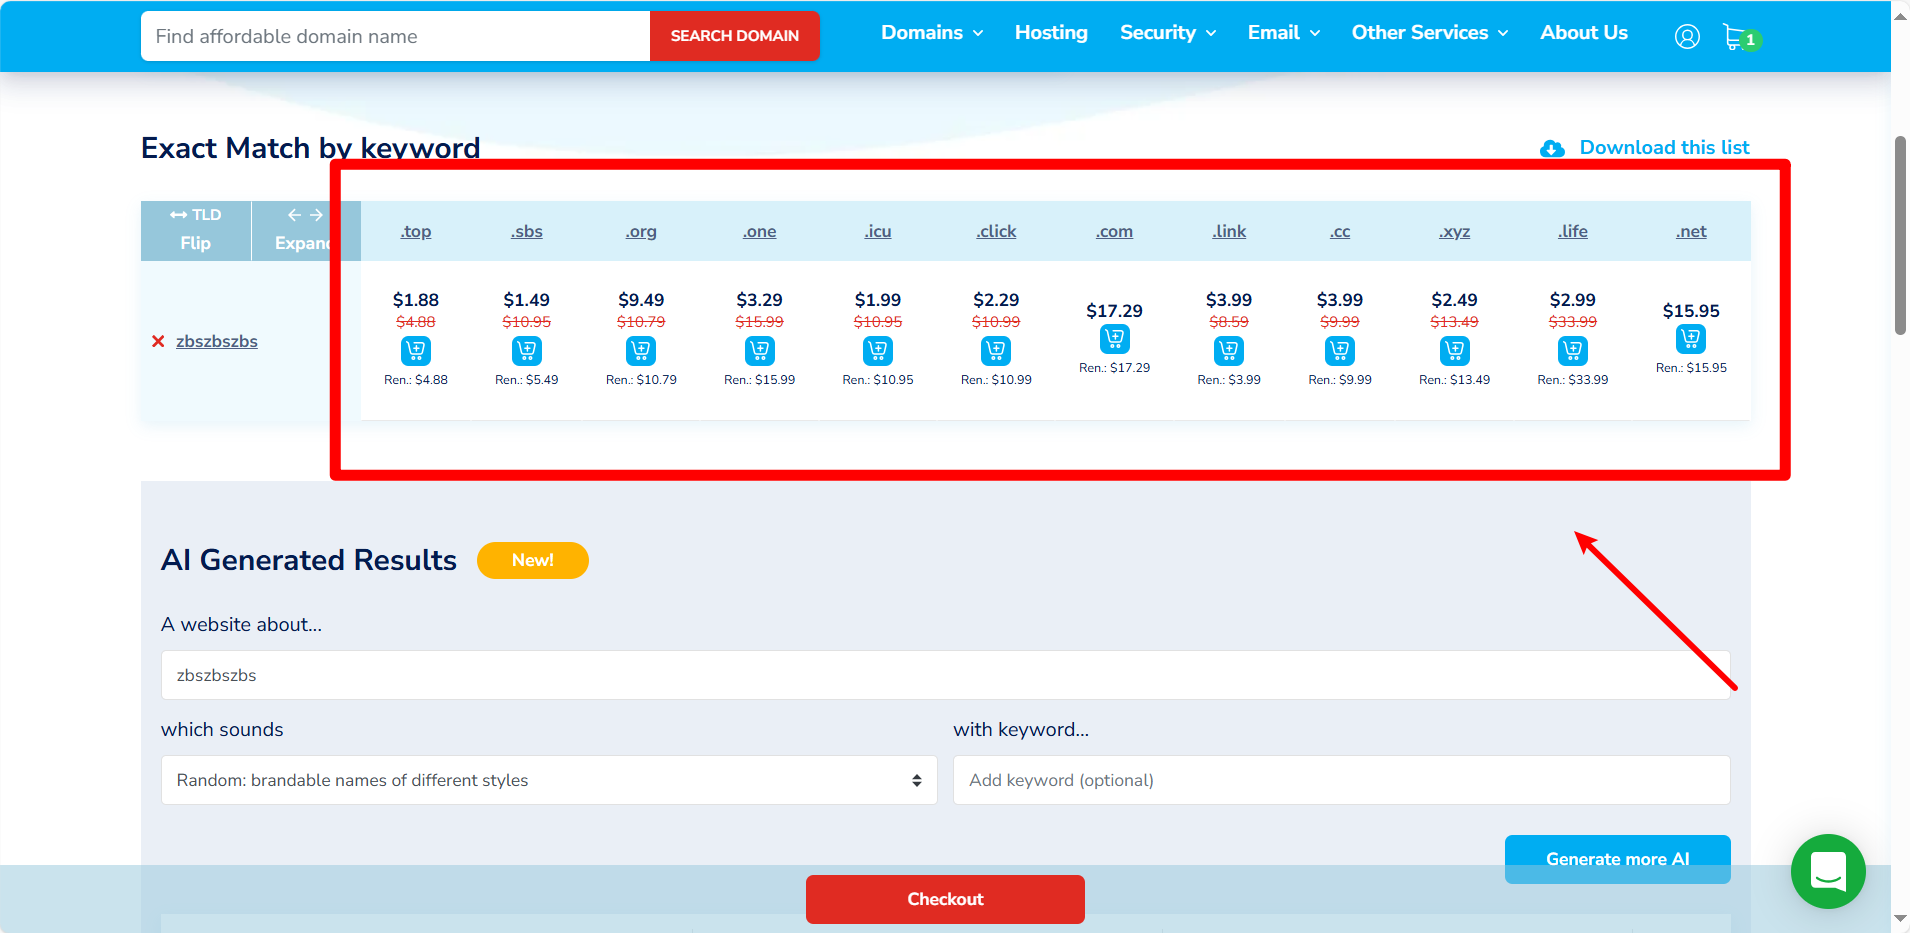 Find affordable domain name
SEARCH DOMAIN
Domains
Hosting
Security
Email
Other Services
About Us
1
Exact Match by keyword
Download this list
TLD
Flip
Expand
.top .sbs .org .one .icu .click .com .link .cc .xyz .life .net
zbszbszbs
$1.88 $1.49 $9.49 $3.29 $1.99 $2.29 $17.29 $3.99 $3.99 $2.49 $2.99 $15.95
$4.88 $10.95 $10.79 $15.99 $10.95 $10.99 $8.59 $9.99 $13.49 $33.99
Ren.: $4.88 Ren.: $5.49 Ren.: $10.79 Ren.: $15.99 Ren.: $10.95 Ren.: $10.99 Ren.: $17.29 Ren.: $3.99 Ren.: $9.99 Ren.: $13.49 Ren.: $33.99 Ren.: $15.95
AI Generated Results
New!
A website about...
zbszbszbs
which sounds
with keyword...
Random: brandable names of different styles
Add keyword (optional)
Generate more AI
Checkout